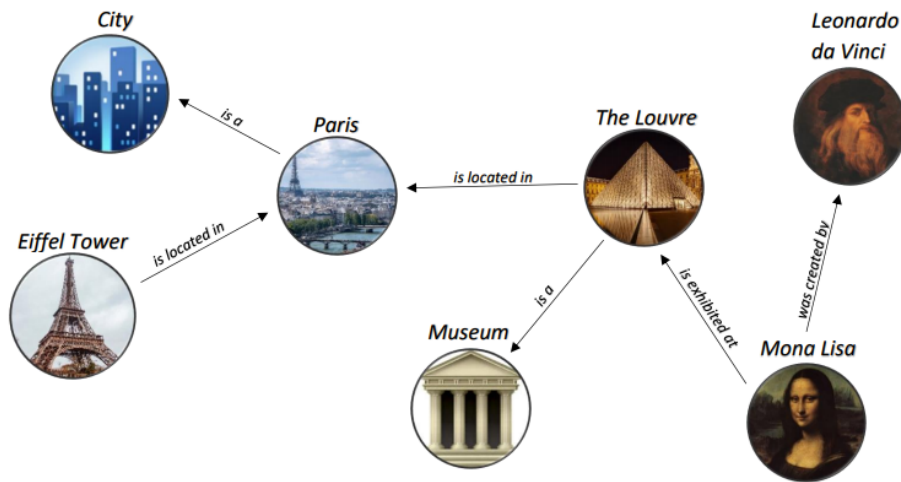 City
Leonardo
da Vinci
is a
Paris
The Louvre
is located in
Eiffel Tower
is located in
is a
is exhibited at
was created by
Museum
Mona Lisa